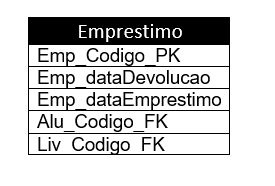 Emprestimo
Emp_Codigo_PK
Emp_dataDevolucao
Emp_dataEmprestimo
Alu_Codigo_FK
Liv_Codigo_FK